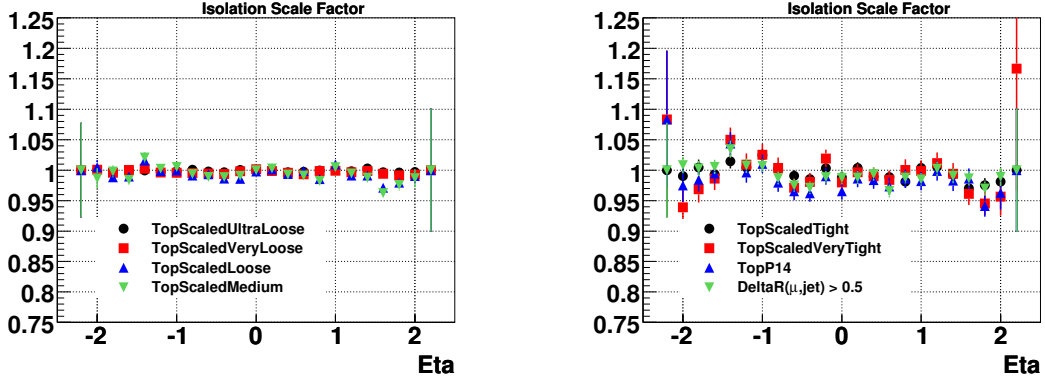 Isolation Scale Factor
1.25
1.2
1.15
1.1
1.05
1
0.95
0.9
0.85
0.8
0.75
TopScaledUltraLoose
TopScaledVeryLoose
TopScaledLoose
TopScaledMedium
-2 -1 0 1 2
Eta
Isolation Scale Factor
1.25
1.2
1.15
1.1
1.05
1
0.95
0.9
0.85
0.8
0.75
TopScaledTight
TopScaledVeryTight
TopP14
DeltaR(μ,jet) > 0.5
-2 -1 0 1 2
Eta